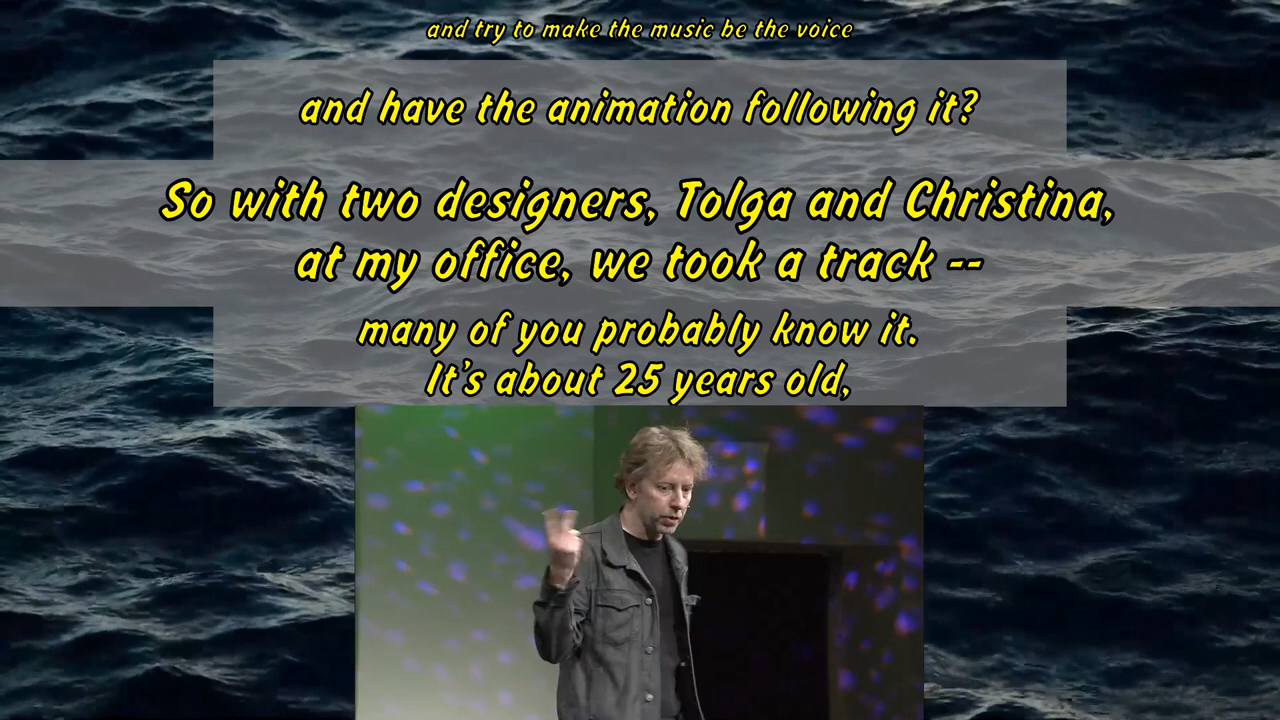 and try to make the music be the voice
and have the animation following it?
So with two designers, Tolga and Christina,
at my office, we took a track --
many of you probably know it.
It's about 25 years old,